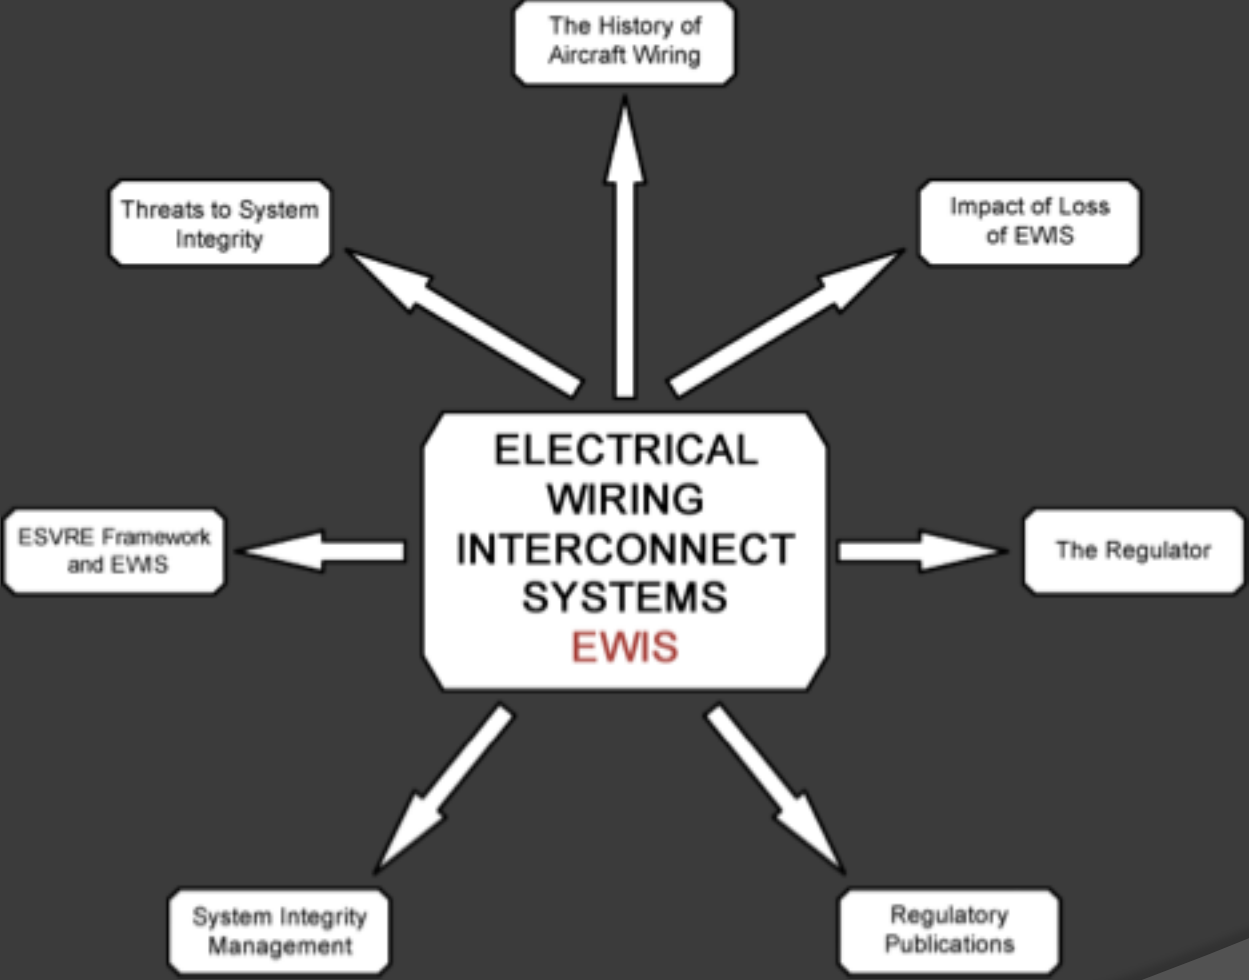 The History of
Aircraft Wiring
Threats to System
Integrity
Impact of Loss
of EWIS
ELECTRICAL
WIRING
INTERCONNECT
SYSTEMS
EWIS
ESVRE Framework
and EWIS
The Regulator
System Integrity
Management
Regulatory
Publications